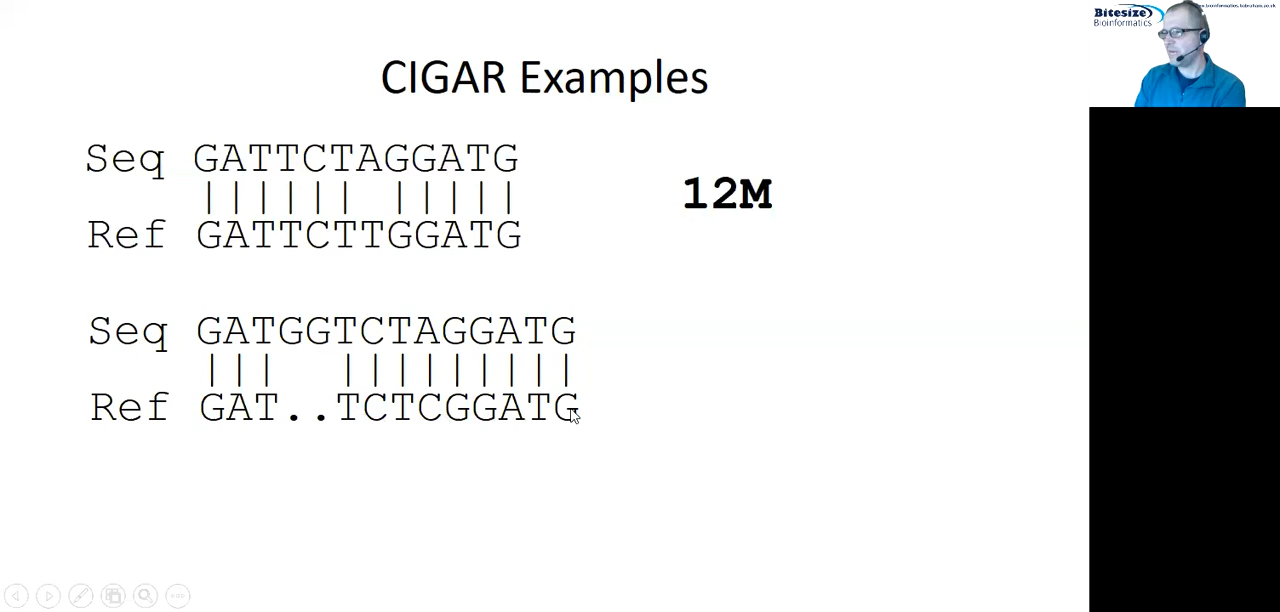 Bitesize
Bioinformatics
CIGAR Examples
Seq GATTCTAGGATG
|||||| |||||
Ref GATTCTTGGATG
12M
Seq GATGGTCTAGGATG
||| |||||||||
Ref GAT..TCTCGGATG